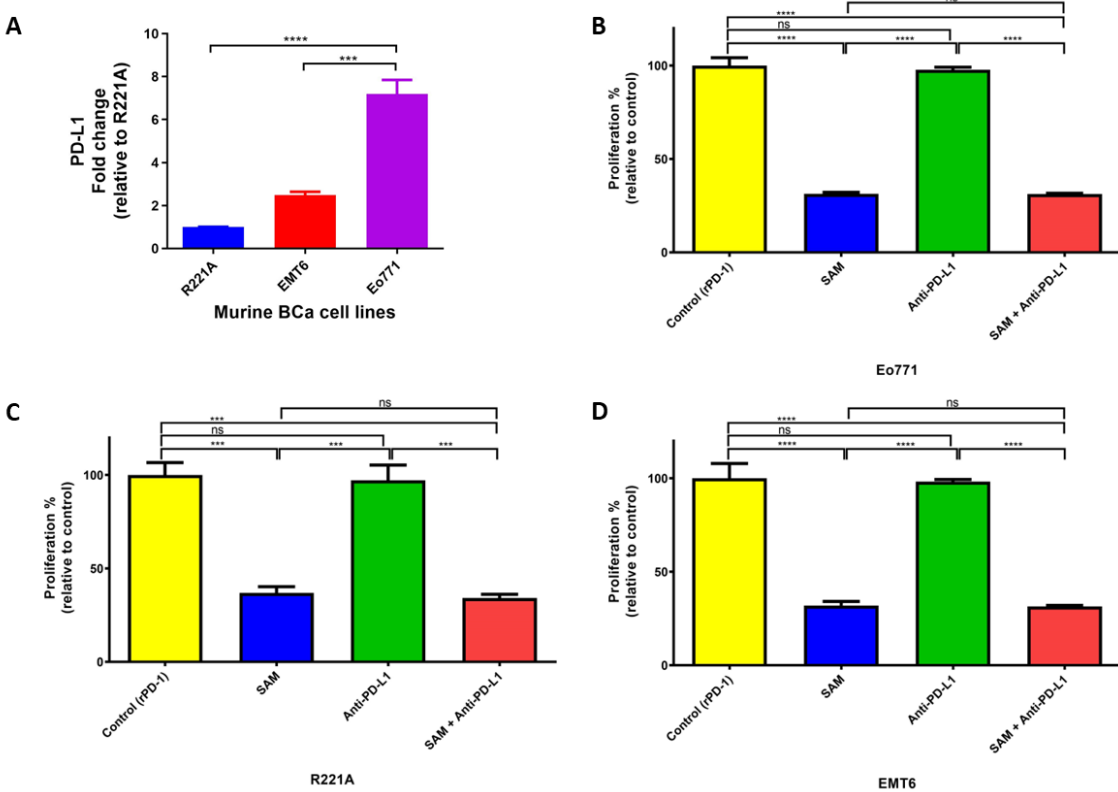 A
PD-L1
Fold change
(relative to R221A)
10
8
6
4
2
0
****
***
R221A
EMT6
Eo771
Murine BCa cell lines
B
Proliferation %
(relative to control)
100
50
0
ns
****
ns
**** **** ****
Control (rPD-1)
SAM
Anti-PD-L1
SAM + Anti-PD-L1
Eo771
C
Proliferation %
(relative to control)
100
50
0
ns
***
ns
*** *** ***
Control (rPD-1)
SAM
Anti-PD-L1
SAM + Anti-PD-L1
R221A
D
Proliferation %
(relative to control)
100
50
0
ns
****
ns
**** **** ****
Control (rPD-1)
SAM
Anti-PD-L1
SAM + Anti-PD-L1
EMT6